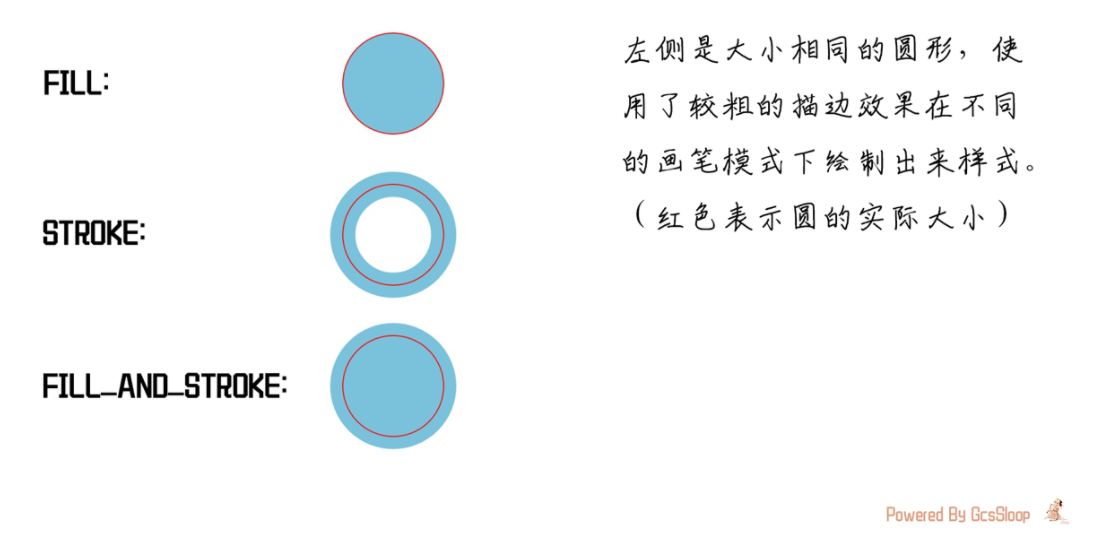 FILL:
STROKE:
FILL_AND_STROKE:
左侧是大小相同的圆形，使
用了较粗的描边效果在不同
的画笔模式下绘制出来样式。
（红色表示圆的实际大小）
Powered By GcsSloop